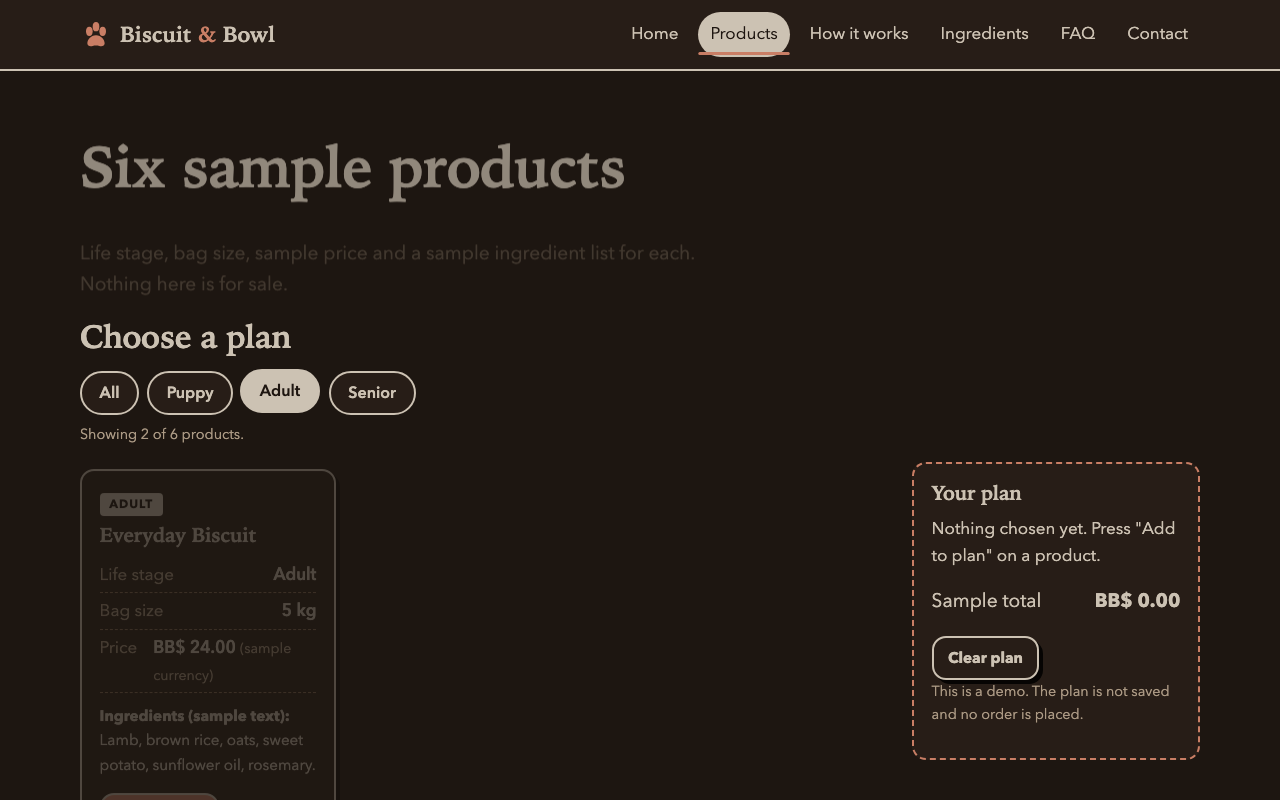 Biscuit & Bowl
Home
Products
How it works
Ingredients
FAQ
Contact
Six sample products
Life stage, bag size, sample price and a sample ingredient list for each.
Nothing here is for sale.
Choose a plan
All
Puppy
Adult
Senior
Showing 2 of 6 products.
ADULT
Everyday Biscuit
Life stage Adult
Bag size 5 kg
Price BB$ 24.00 (sample
currency)
Ingredients (sample text):
Lamb, brown rice, oats, sweet
potato, sunflower oil, rosemary.
Your plan
Nothing chosen yet. Press "Add
to plan" on a product.
Sample total BB$ 0.00
Clear plan
This is a demo. The plan is not saved
and no order is placed.